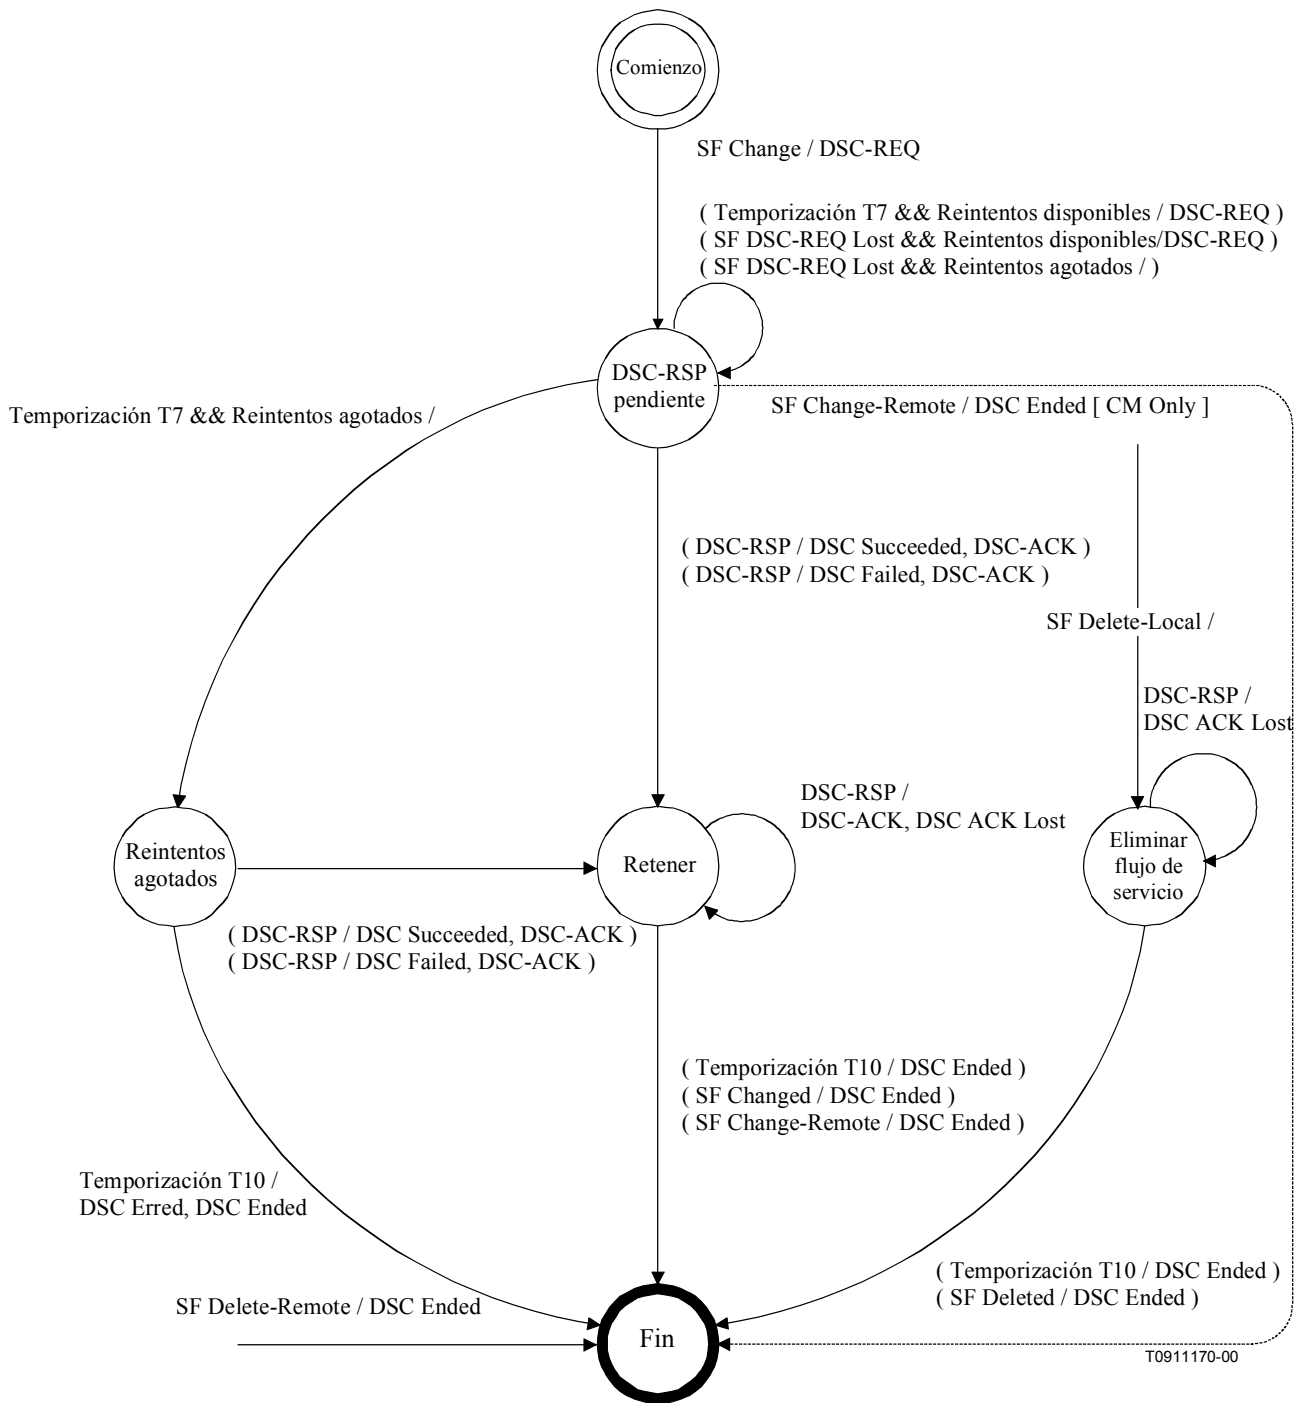 Comienzo
SF Change / DSC-REQ
( Temporización T7 && Reintentos disponibles / DSC-REQ )
( SF DSC-REQ Lost && Reintentos disponibles/DSC-REQ )
( SF DSC-REQ Lost && Reintentos agotados / )
DSC-RSP
pendiente
Temporización T7 && Reintentos agotados /
SF Change-Remote / DSC Ended [ CM Only ]
( DSC-RSP / DSC Succeeded, DSC-ACK )
( DSC-RSP / DSC Failed, DSC-ACK )
SF Delete-Local /
DSC-RSP /
DSC ACK Lost
DSC-RSP /
DSC-ACK, DSC ACK Lost
Reintentos
agotados
Retener
Eliminar
flujo de
servicio
( DSC-RSP / DSC Succeeded, DSC-ACK )
( DSC-RSP / DSC Failed, DSC-ACK )
( Temporización T10 / DSC Ended )
( SF Changed / DSC Ended )
( SF Change-Remote / DSC Ended )
Temporización T10 /
DSC Erred, DSC Ended
( Temporización T10 / DSC Ended )
( SF Deleted / DSC Ended )
SF Delete-Remote / DSC Ended
Fin
T0911170-00